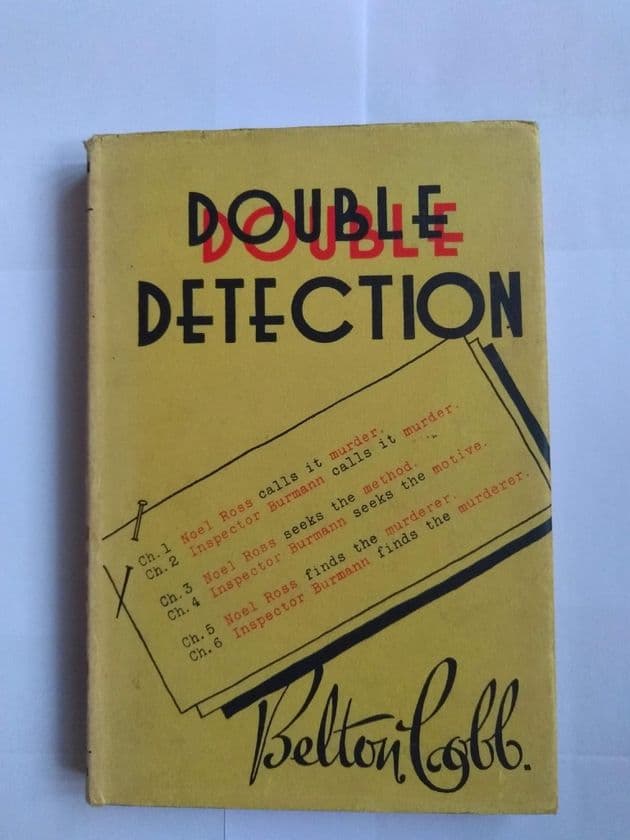 DOUBLE
DOUBLE
DETECTION
Ch.1 Noel Ross calls it murder.
Ch.2 Inspector Burmann calls it murder.
Ch.3 Noel Ross seeks the method.
Ch.4 Inspector Burmann seeks the motive.
Ch.5 Noel Ross finds the murderer.
Ch.6 Inspector Burmann finds the murderer.
Belton Cobb.